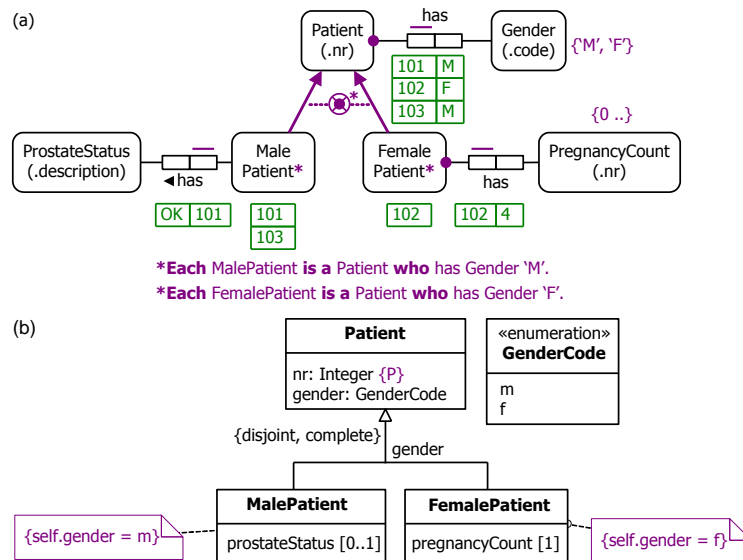 (a)
Patient
(.nr)
has
Gender
(.code)
{'M', 'F'}
101 M
102 F
103 M
*
{0 ..}
ProstateStatus
(.description)
◄has
Male
Patient*
Female
Patient*
has
PregnancyCount
(.nr)
OK 101
101
103
102
102 4
*Each MalePatient is a Patient who has Gender 'M'.
*Each FemalePatient is a Patient who has Gender 'F'.
(b)
Patient
nr: Integer {P}
gender: GenderCode
«enumeration»
GenderCode
m
f
{disjoint, complete}
gender
MalePatient
prostateStatus [0..1]
FemalePatient
pregnancyCount [1]
{self.gender = m}
{self.gender = f}